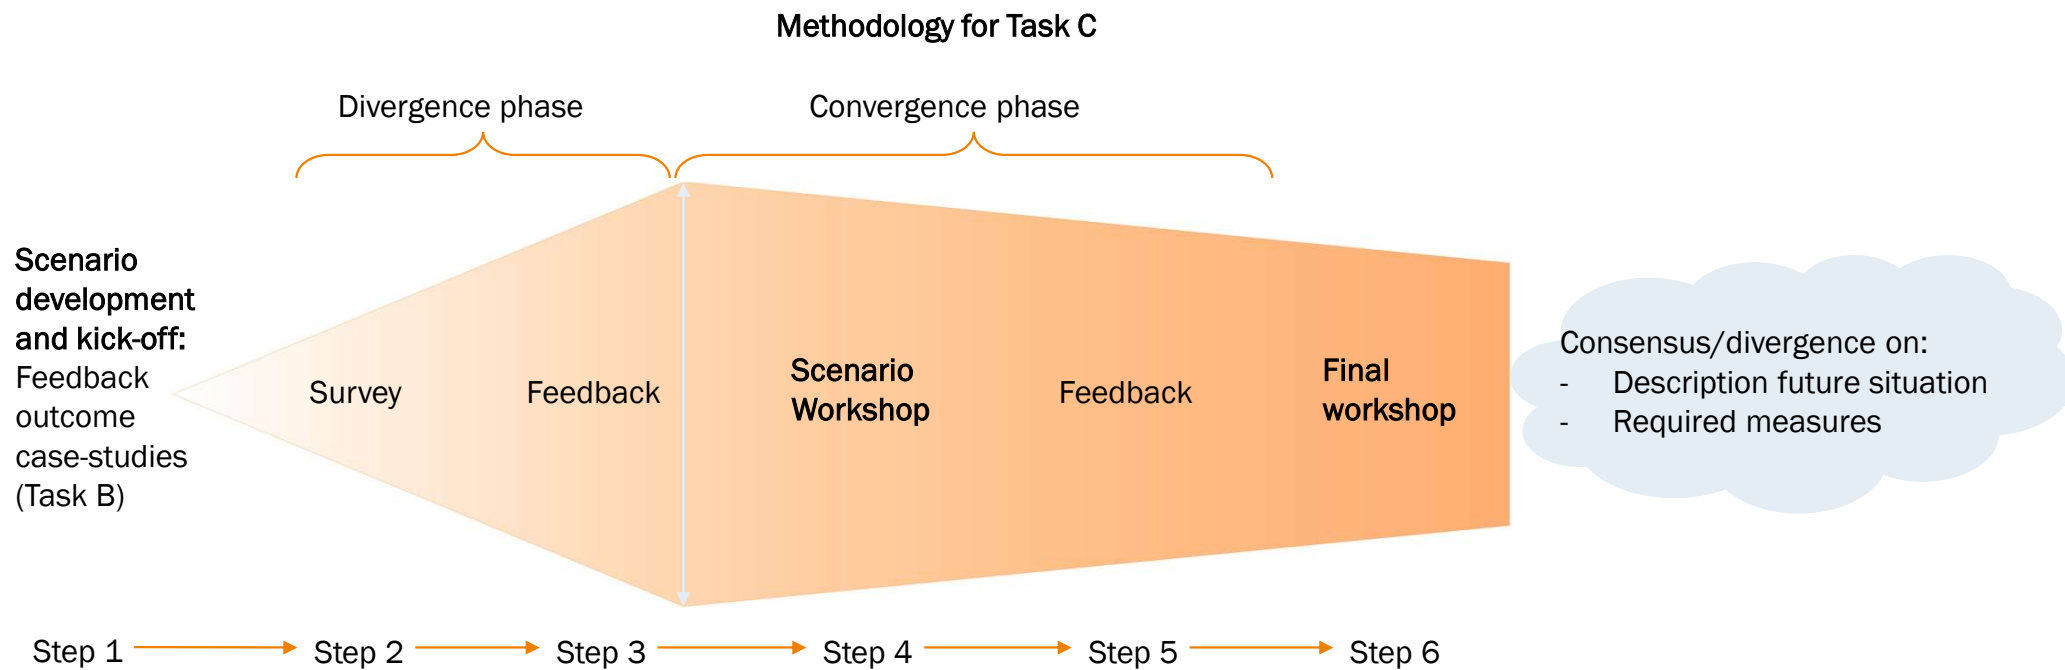 Methodology for Task C
Divergence phase
Convergence phase
Scenario
development
and kick-off:
Feedback
outcome
case-studies
(Task B)
Survey
Feedback
Scenario
Workshop
Feedback
Final
workshop
Consensus/divergence on:
- Description future situation
- Required measures
Step 1
Step 2
Step 3
Step 4
Step 5
Step 6